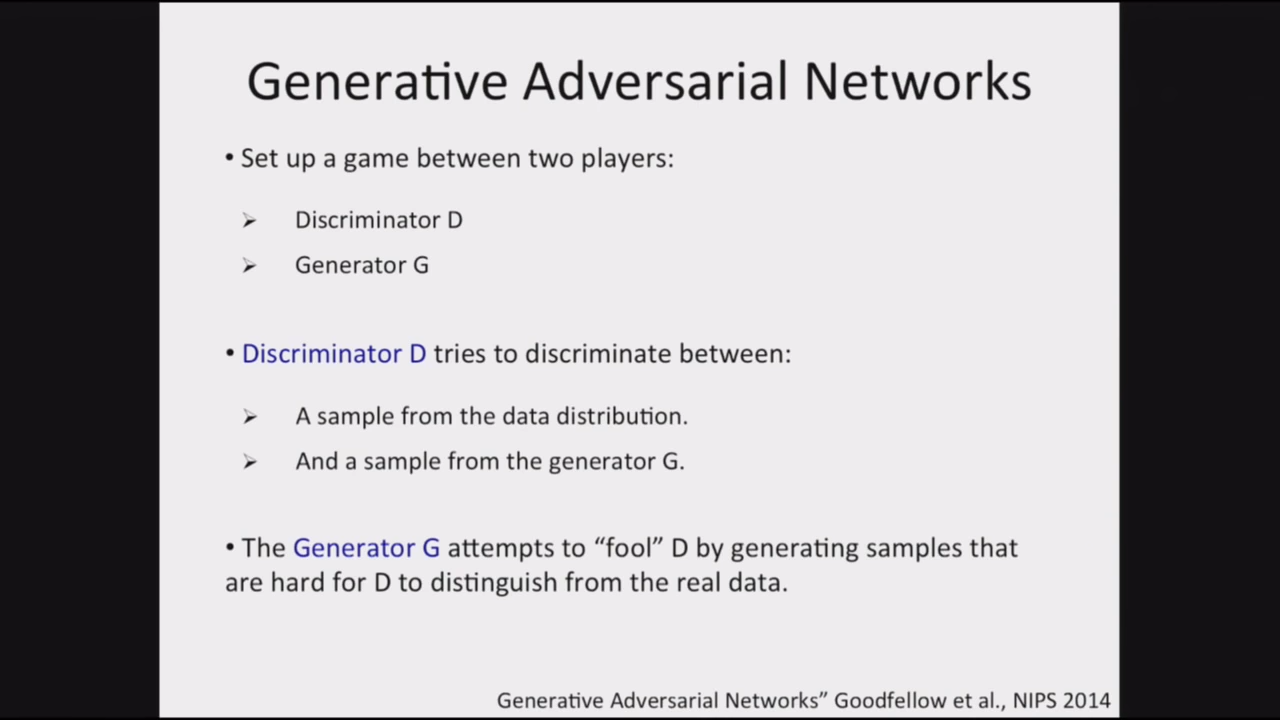 Generative Adversarial Networks
• Set up a game between two players:
➢ Discriminator D
➢ Generator G
• Discriminator D tries to discriminate between:
➢ A sample from the data distribution.
➢ And a sample from the generator G.
• The Generator G attempts to “fool” D by generating samples that
are hard for D to distinguish from the real data.
Generative Adversarial Networks” Goodfellow et al., NIPS 2014